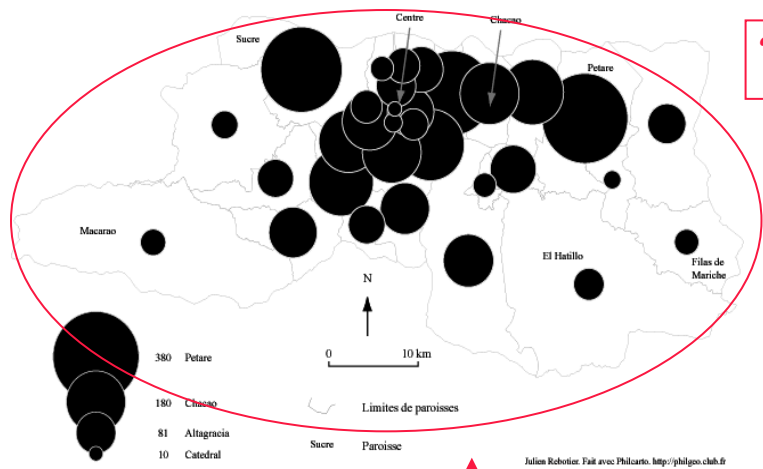 Centre
Chacao
Sucre
Petare
Macarao
El Hatillo
Filas de
Mariche
N
0 10 km
380 Petare
180 Chacao
81 Altagracia
10 Catedral
Limites de paroisses
Sucre Paroisse
Julien Rebotier. Fait avec Philcarto. http://philgeo.club.fr